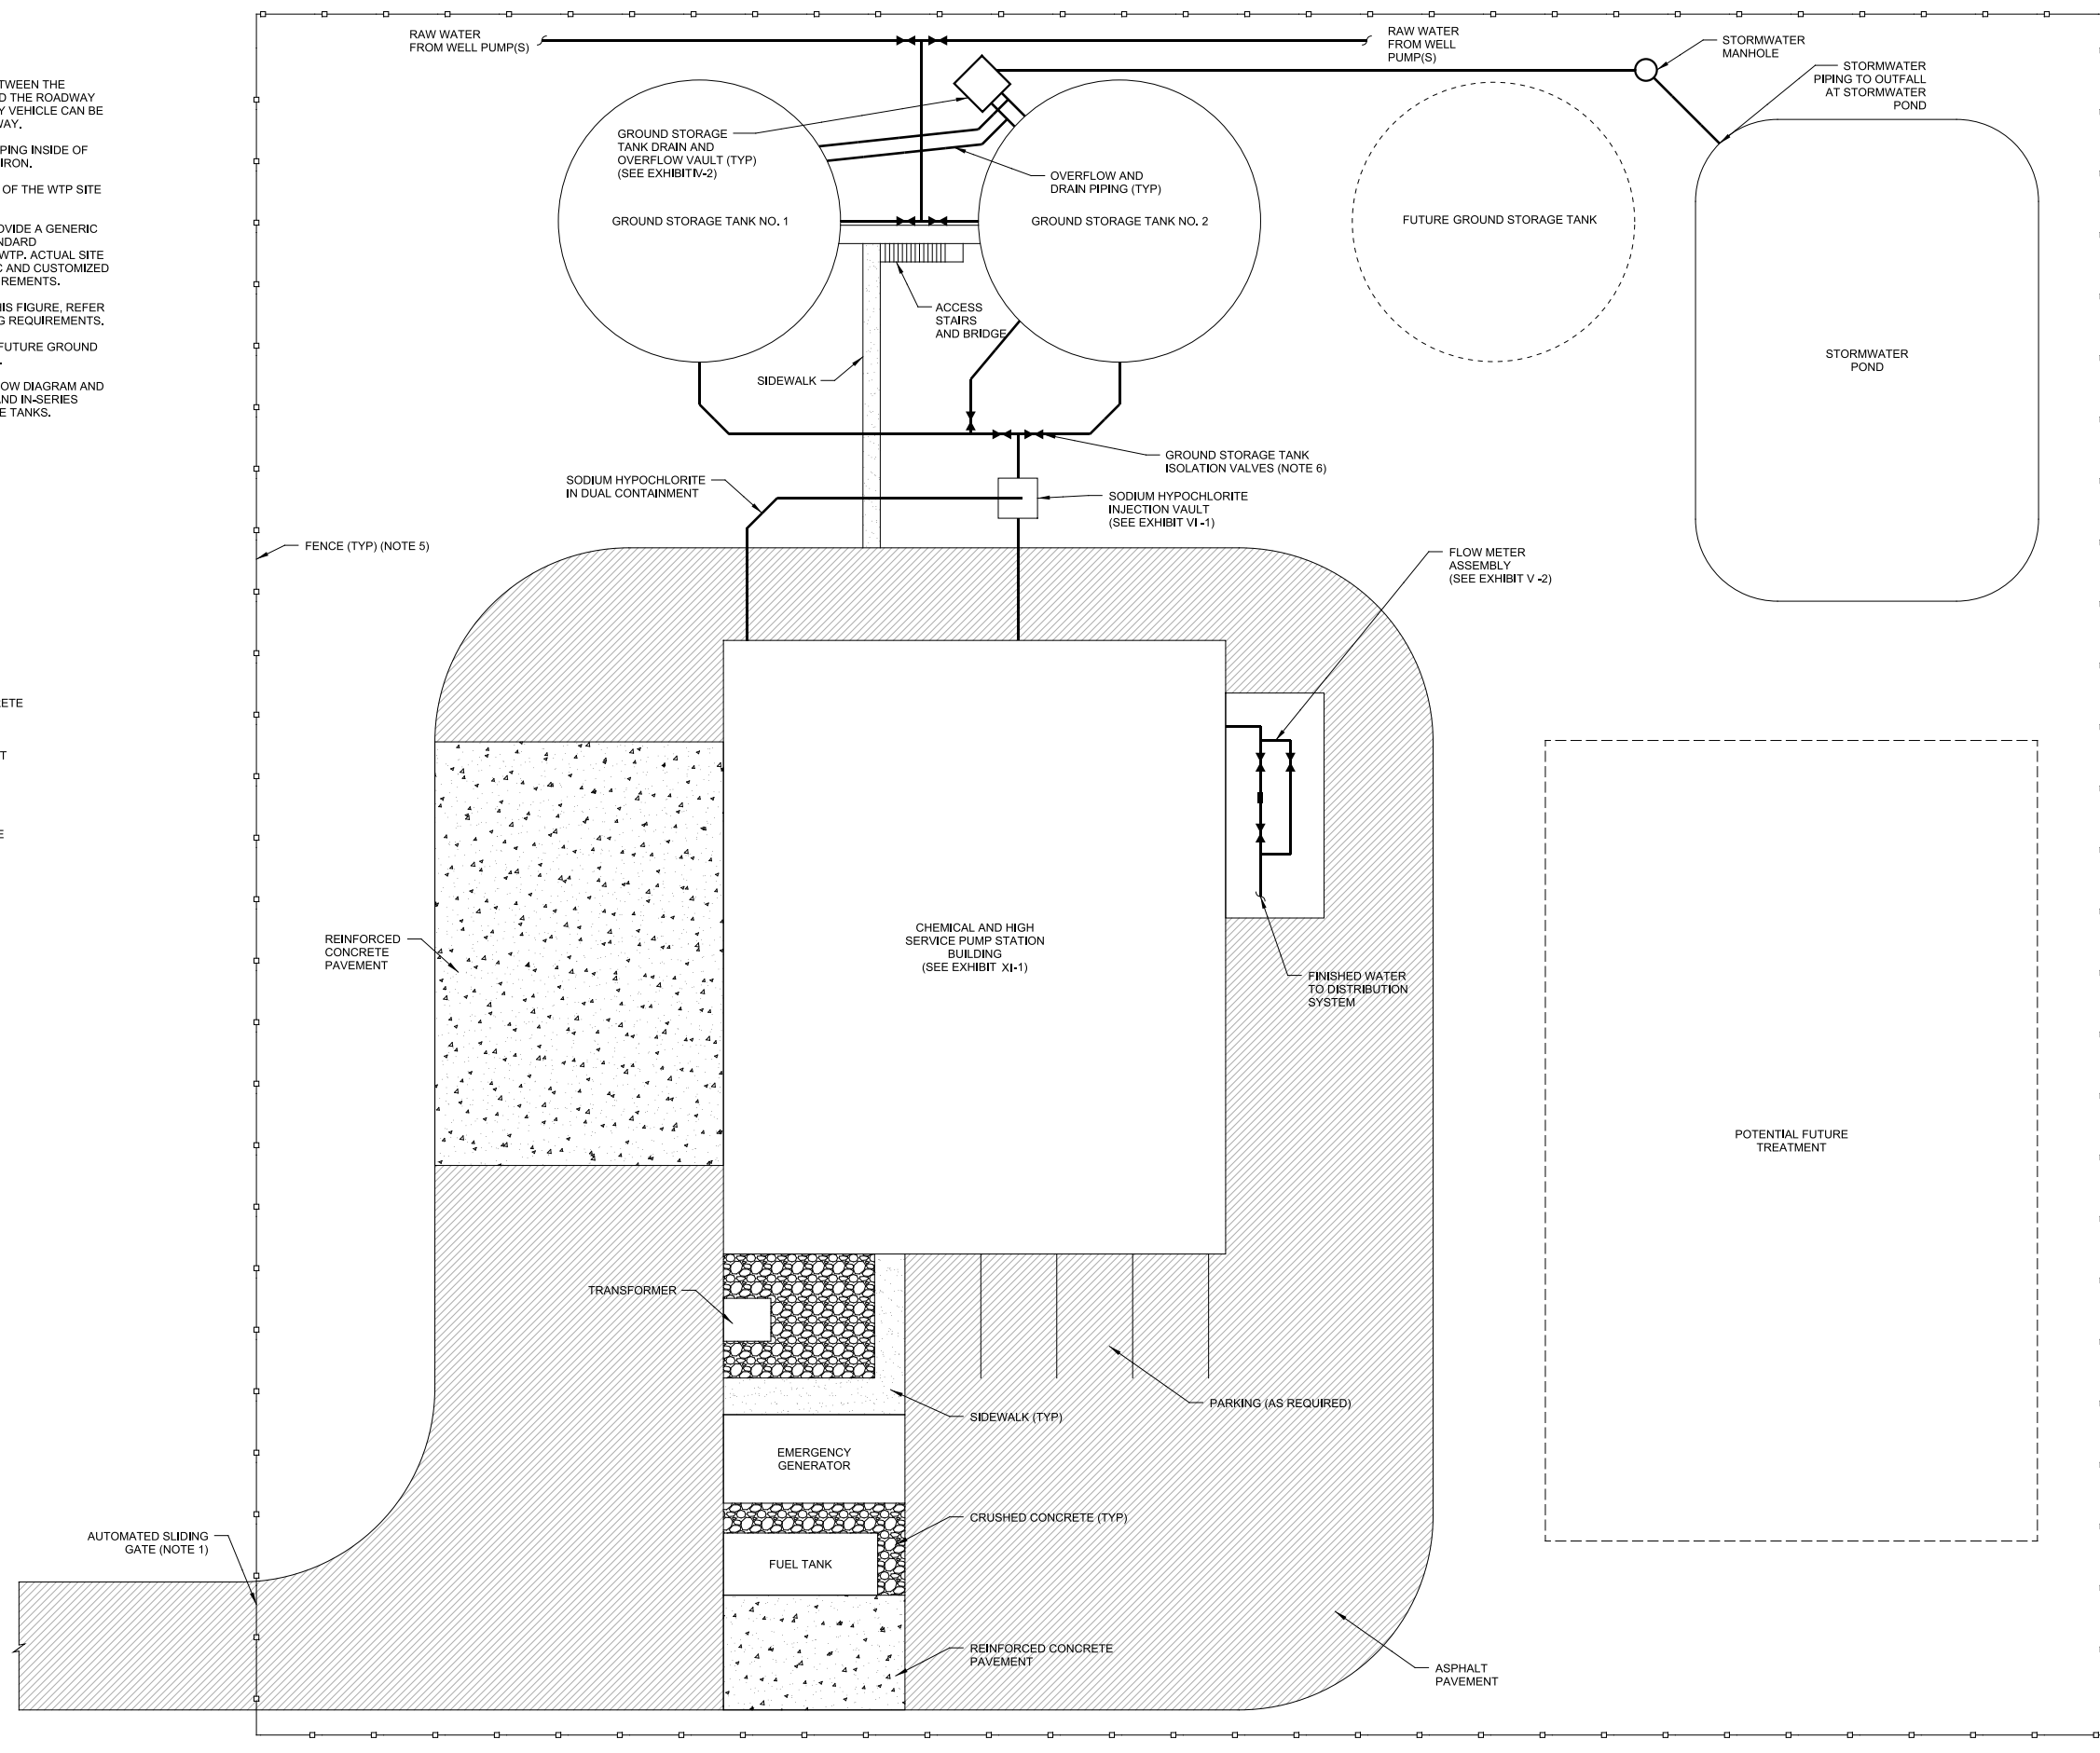 TWEEN THE
D THE ROADWAY
Y VEHICLE CAN BE
WAY.
PING INSIDE OF
IRON.
OF THE WTP SITE
OVIDE A GENERIC
NDARD
WTP. ACTUAL SITE
C AND CUSTOMIZED
REMENTS.
HIS FIGURE, REFER
G REQUIREMENTS.
FUTURE GROUND
OW DIAGRAM AND
AND IN-SERIES
E TANKS.
ETE
T
E
RAW WATER
FROM WELL PUMP(S)
RAW WATER
FROM WELL
PUMP(S)
STORMWATER
MANHOLE
STORMWATER
PIPING TO OUTFALL
AT STORMWATER
POND
GROUND STORAGE
TANK DRAIN AND
OVERFLOW VAULT (TYP)
(SEE EXHIBIT IV-2)
OVERFLOW AND
DRAIN PIPING (TYP)
GROUND STORAGE TANK NO. 1
GROUND STORAGE TANK NO. 2
FUTURE GROUND STORAGE TANK
ACCESS
STAIRS
AND BRIDGE
STORMWATER
POND
SIDEWALK
GROUND STORAGE TANK
ISOLATION VALVES (NOTE 6)
SODIUM HYPOCHLORITE
IN DUAL CONTAINMENT
SODIUM HYPOCHLORITE
INJECTION VAULT
(SEE EXHIBIT VI -1)
FENCE (TYP) (NOTE 5)
FLOW METER
ASSEMBLY
(SEE EXHIBIT V -2)
REINFORCED
CONCRETE
PAVEMENT
CHEMICAL AND HIGH
SERVICE PUMP STATION
BUILDING
(SEE EXHIBIT XI-1)
FINISHED WATER
TO DISTRIBUTION
SYSTEM
POTENTIAL FUTURE
TREATMENT
TRANSFORMER
PARKING (AS REQUIRED)
SIDEWALK (TYP)
EMERGENCY
GENERATOR
CRUSHED CONCRETE (TYP)
AUTOMATED SLIDING
GATE (NOTE 1)
FUEL TANK
REINFORCED CONCRETE
PAVEMENT
ASPHALT
PAVEMENT